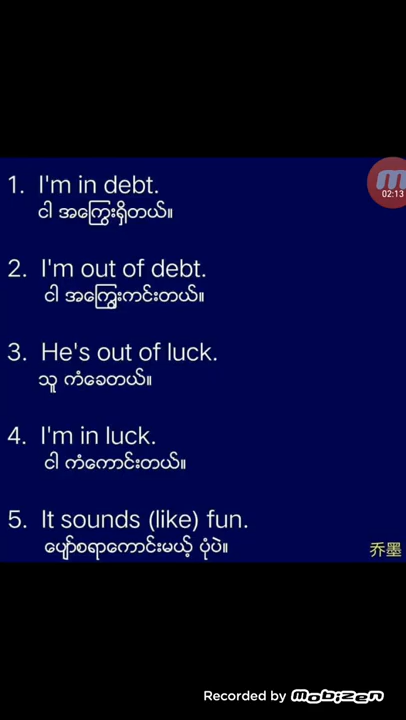 1. I'm in debt.
ငါ အကြွေးရှိတယ်။
02:13
2. I'm out of debt.
ငါ အကြွေးကင်းတယ်။
3. He's out of luck.
သူ ကံခေတယ်။
4. I'm in luck.
ငါ ကံကောင်းတယ်။
5. It sounds (like) fun.
ပျော်စရာကောင်းမယ့် ပုံပဲ။
乔墨
Recorded by mobizen